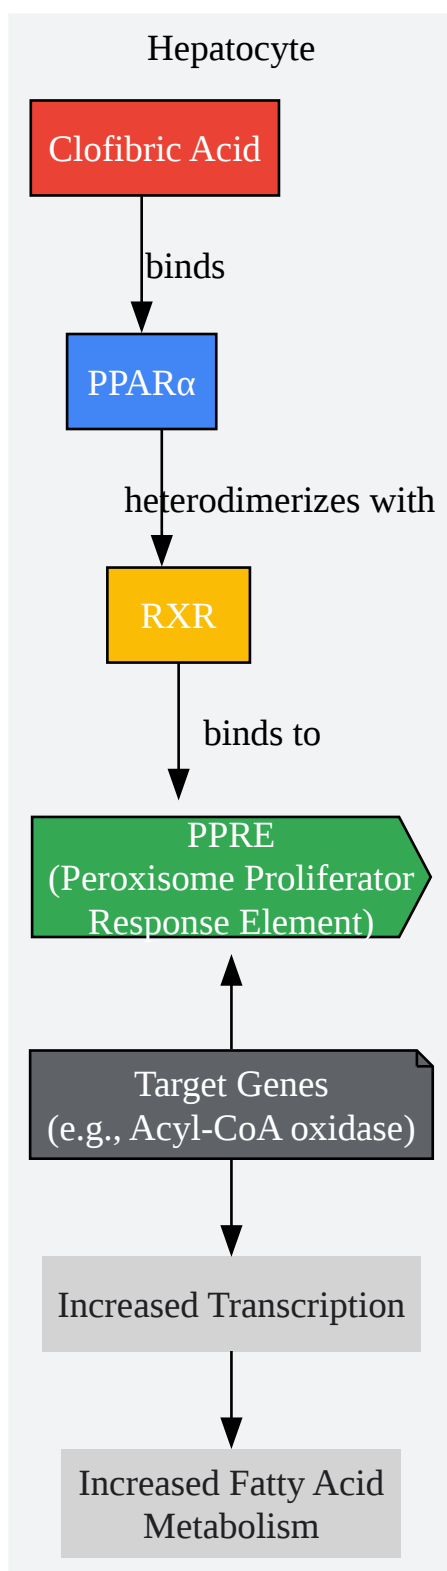 Hepatocyte
Clofibric Acid
binds
PPARα
heterodimerizes with
RXR
binds to
PPRE
(Peroxisome Proliferator
Response Element)
Target Genes
(e.g., Acyl-CoA oxidase)
Increased Transcription
Increased Fatty Acid
Metabolism